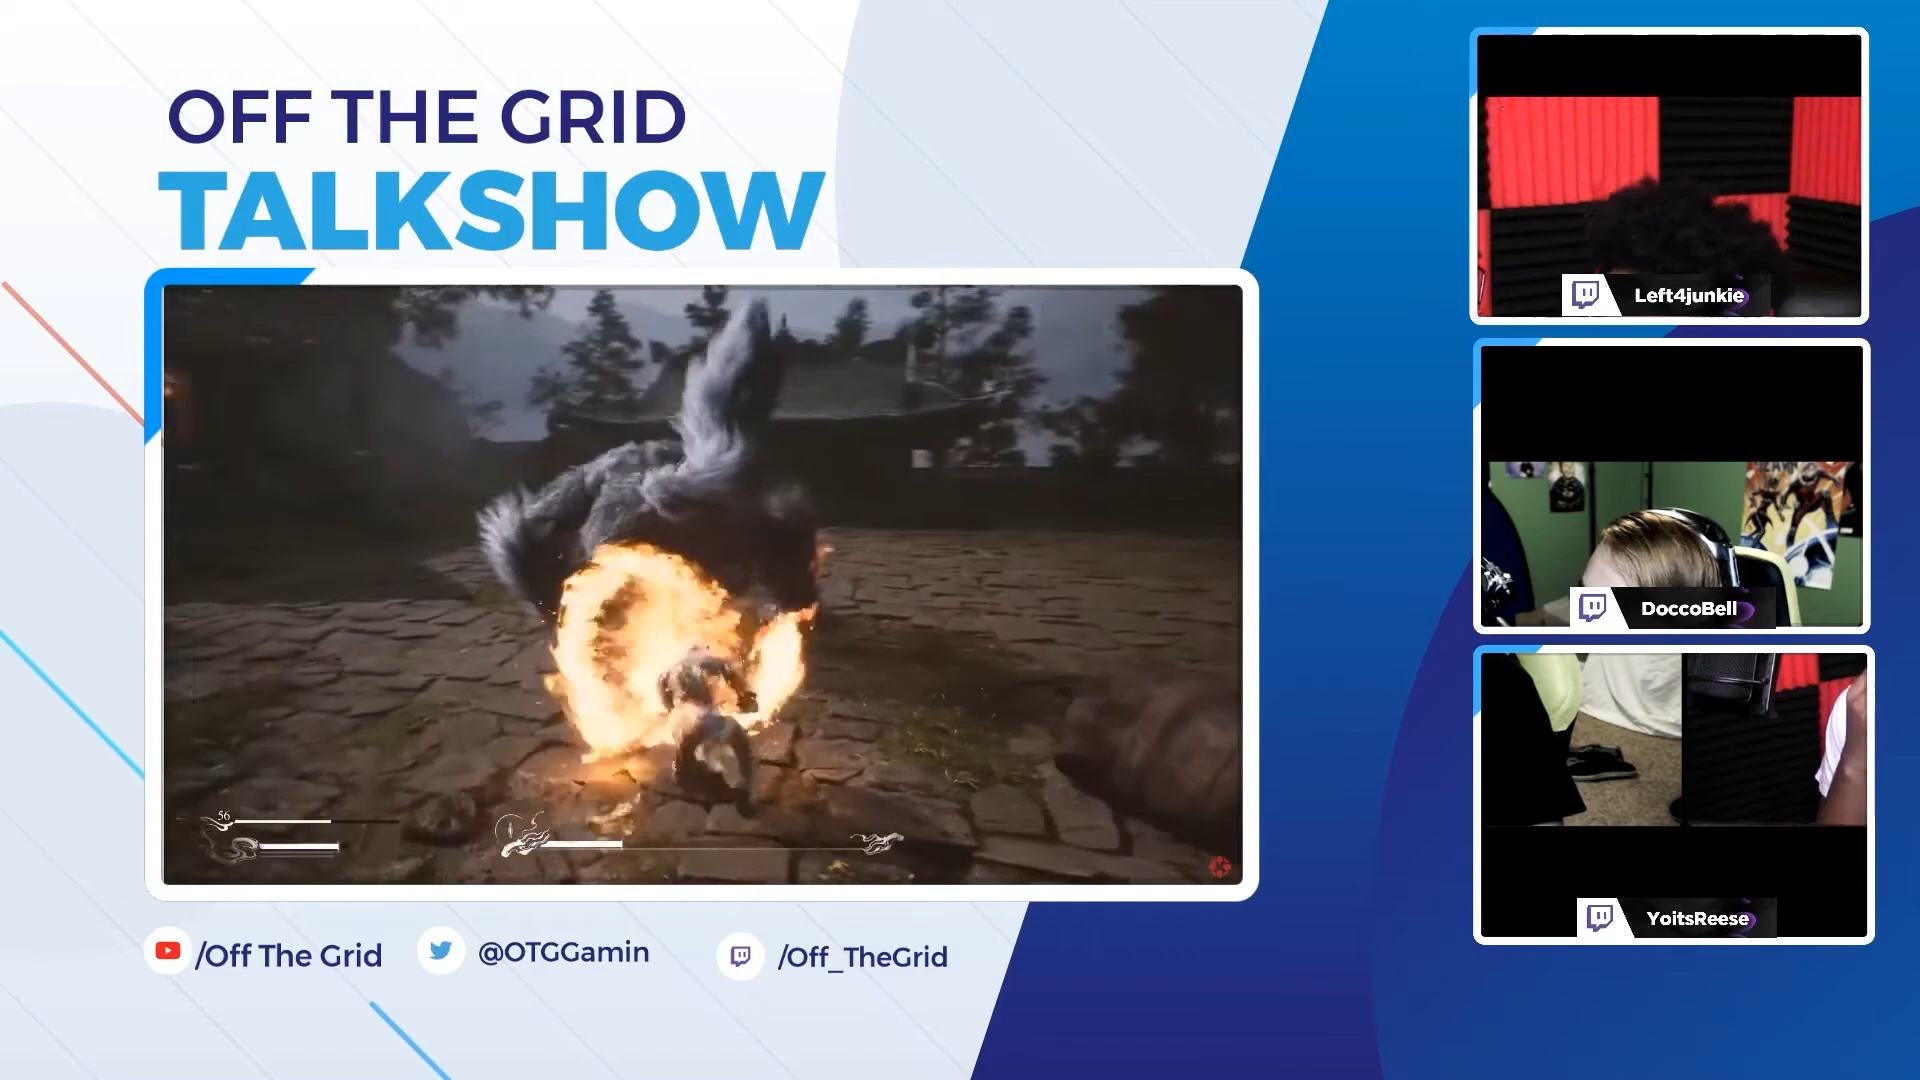 OFF THE GRID
TALKSHOW
Left4junkie
DoccoBell
56
YoitsReese
/Off The Grid
@OTGGamin
/Off_TheGrid